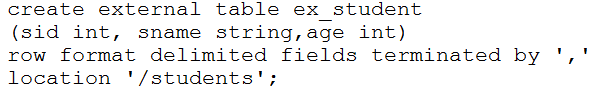 create external table ex_student
(sid int, sname string,age int)
row format delimited fields terminated by ','
location '/students';